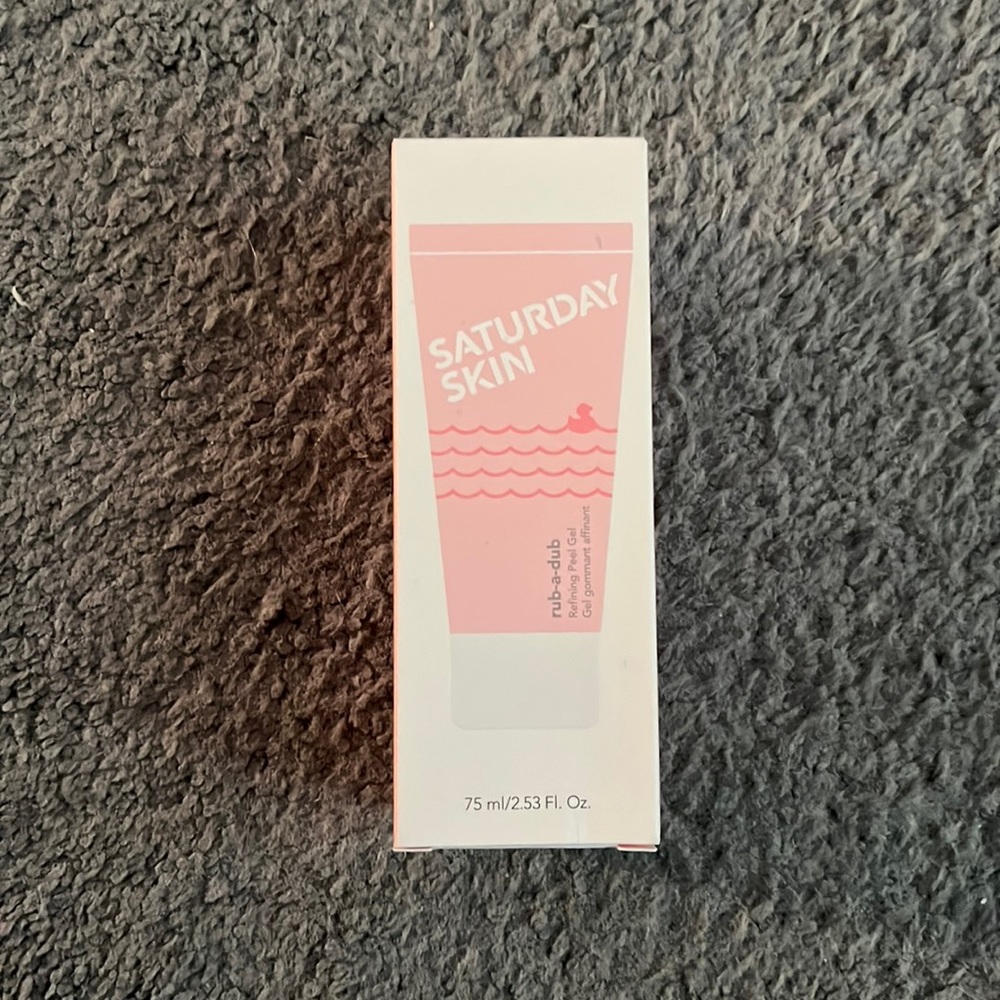 SATURDAY
SKIN
rub-a-dub
Refining Peel Gel
Gel gommant affinant
75 ml/2.53 Fl. Oz.